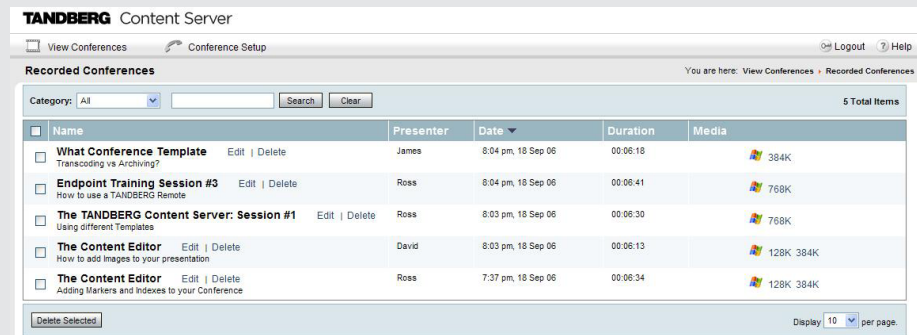 TANDBERG Content Server
View Conferences Conference Setup Logout ? Help
Recorded Conferences You are here: View Conferences ▸ Recorded Conferences
Category: All Search Clear 5 Total Items
Name Presenter Date ▼ Duration Media
What Conference Template Edit | Delete James 8:04 pm, 18 Sep 06 00:06:18 384K
Transcoding vs Archiving?
Endpoint Training Session #3 Edit | Delete Ross 8:04 pm, 18 Sep 06 00:06:41 768K
How to use a TANDBERG Remote
The TANDBERG Content Server: Session #1 Edit | Delete Ross 8:03 pm, 18 Sep 06 00:06:30 768K
Using different Templates
The Content Editor Edit | Delete David 8:03 pm, 18 Sep 06 00:06:13 128K 384K
How to add Images to your presentation
The Content Editor Edit | Delete Ross 7:37 pm, 18 Sep 06 00:06:34 128K 384K
Adding Markers and Indexes to your Conference
Delete Selected Display 10 per page.